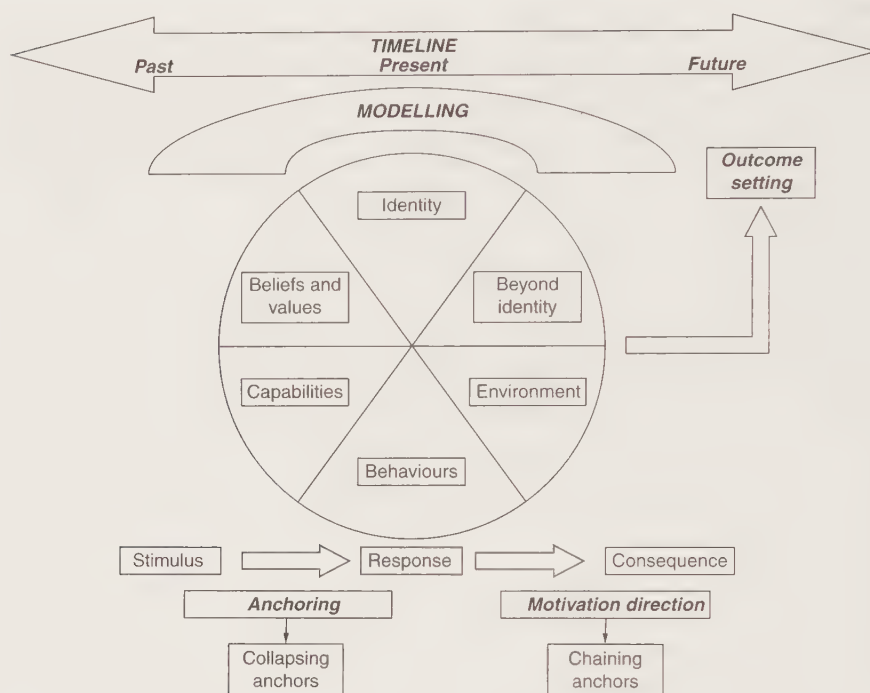 TIMELINE
Past Present Future
MODELLING
Outcome
setting
Identity
Beliefs and
values
Beyond
identity
Capabilities
Environment
Behaviours
Stimulus Response Consequence
Anchoring Motivation direction
Collapsing
anchors
Chaining
anchors